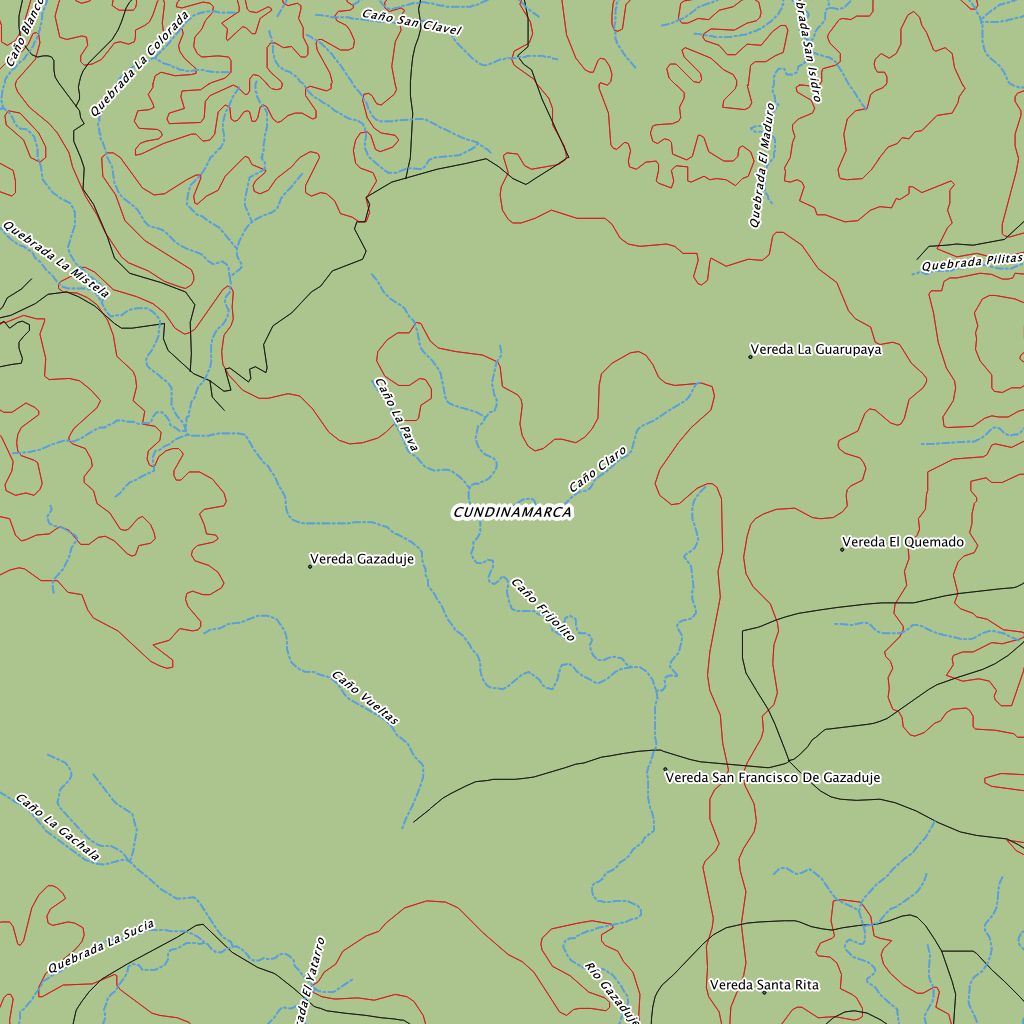 Caño Blanco
Quebrada La Colorada
Caño San Clavel
brada San Isidro
Quebrada El Maduro
Quebrada La Mistela
Quebrada Pilitas
Vereda La Guarupaya
Caño La Pava
Caño Claro
CUNDINAMARCA
Vereda El Quemado
Vereda Gazaduje
Caño Frijolito
Caño Vueltas
Vereda San Francisco De Gazaduje
Caño La Gachala
Quebrada La Sucia
rada El Yatarro
Río Gazaduje
Vereda Santa Rita